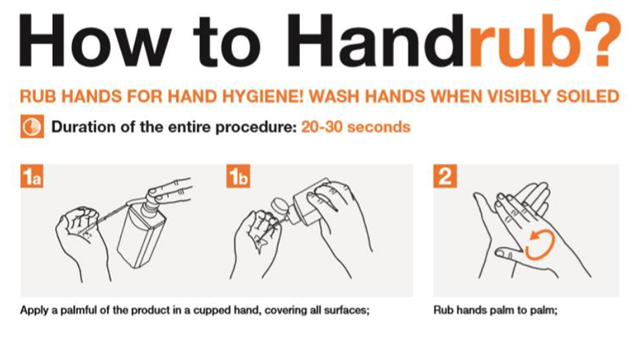 How to Handrub?
RUB HANDS FOR HAND HYGIENE! WASH HANDS WHEN VISIBLY SOILED
Duration of the entire procedure: 20-30 seconds
1a
1b
2
Apply a palmful of the product in a cupped hand, covering all surfaces;
Rub hands palm to palm;